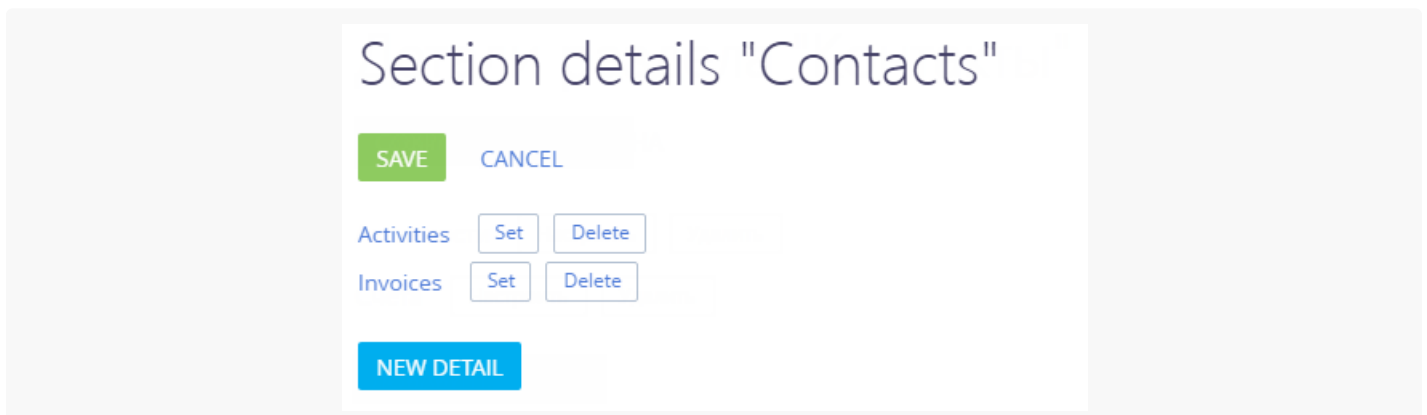 Section details "Contacts"
SAVE CANCEL
Activities Set Delete
Invoices Set Delete
NEW DETAIL